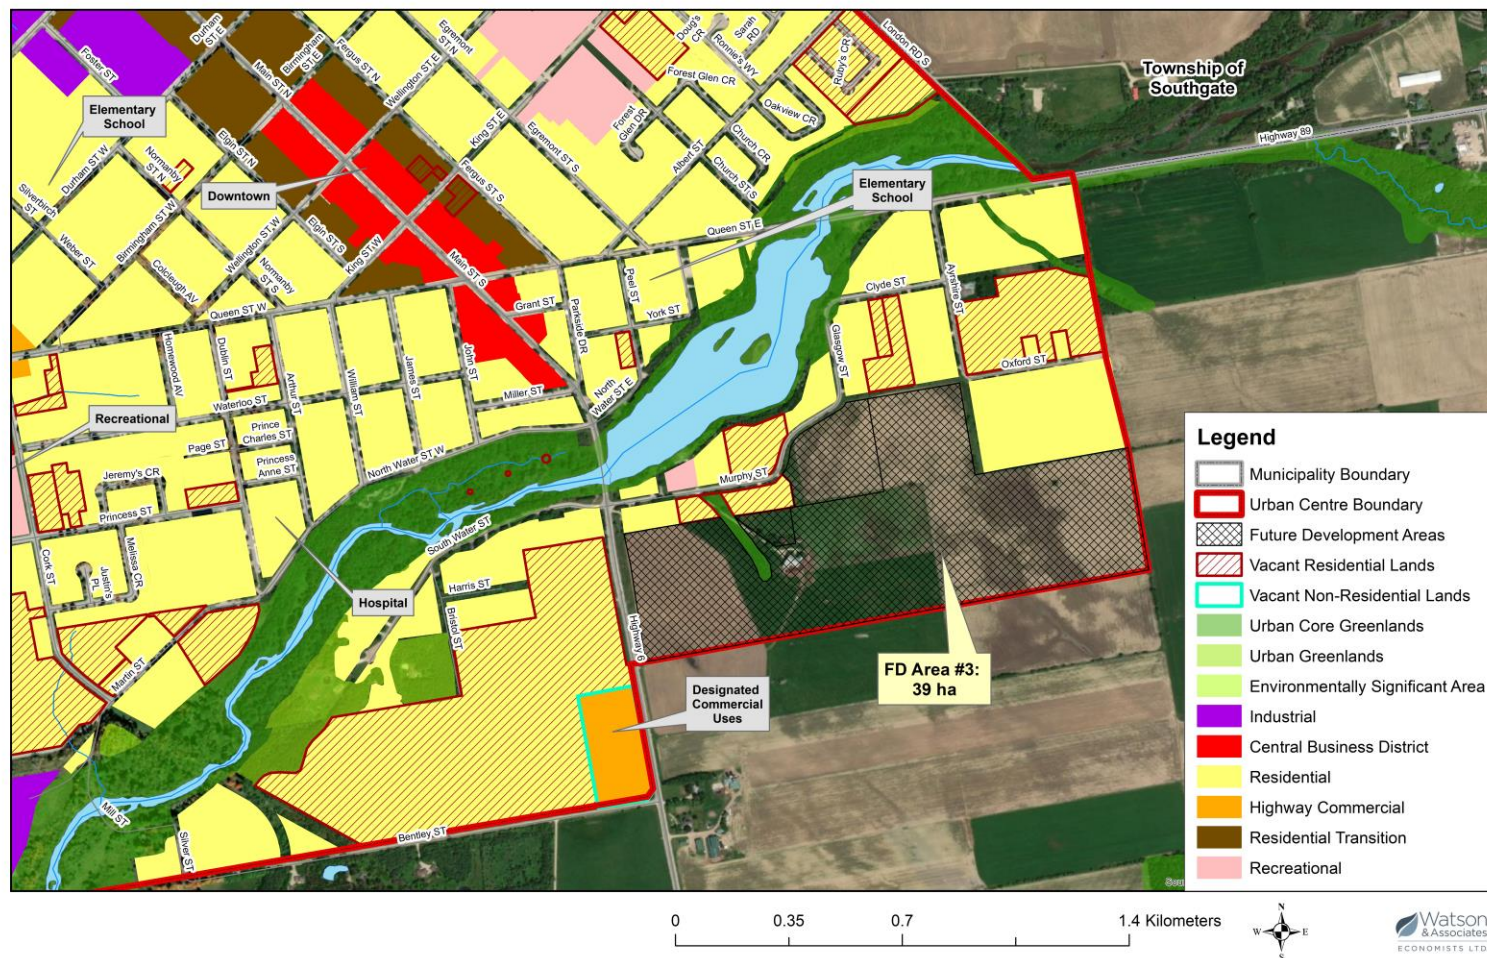 Foster ST
Durham ST E
Main ST N
Birmingham ST E
Fergus ST N
Wellington ST E
Egremont ST N
Doug's CR
Ronnie's WY
Sarah RD
London RD S
Ruby's CR
Township of
Southgate
Forest Glen CR
Forest Glen DR
Oakview CR
Highway 89
King ST E
Egremont ST S
Albert ST
Church CR
Church ST S
Elementary
School
Durham ST W
Normanby ST N
Elgin ST N
Downtown
Fergus ST S
Elementary
School
Silverbirch ST
Weber ST
Birmingham ST W
Colcleugh AV
Wellington ST W
Normanby ST S
Elgin ST S
King ST W
Main ST S
Queen ST E
Peel ST
Queen ST W
Grant ST
Parkside DR
York ST
Clyde ST
Ayrshire ST
Glasgow ST
Oxford ST
Homewood AV
Dublin ST
Arthur ST
William ST
James ST
John ST
Miller ST
North Water ST E
Waterloo ST
Recreational
Prince Charles ST
Page ST
Princess Anne ST
Jeremy's CR
North Water ST W
Murphy ST
Princess ST
South Water ST
Cork ST
Justin's PL
Melissa CR
Hospital
Harris ST
Bristol ST
Highway 6
Martin ST
FD Area #3:
39 ha
Designated
Commercial
Uses
Mill ST
Silver ST
Bentley ST
Legend
Municipality Boundary
Urban Centre Boundary
Future Development Areas
Vacant Residential Lands
Vacant Non-Residential Lands
Urban Core Greenlands
Urban Greenlands
Environmentally Significant Area
Industrial
Central Business District
Residential
Highway Commercial
Residential Transition
Recreational
0 0.35 0.7 1.4 Kilometers
N
W E
S
Watson
& Associates
ECONOMISTS LTD.